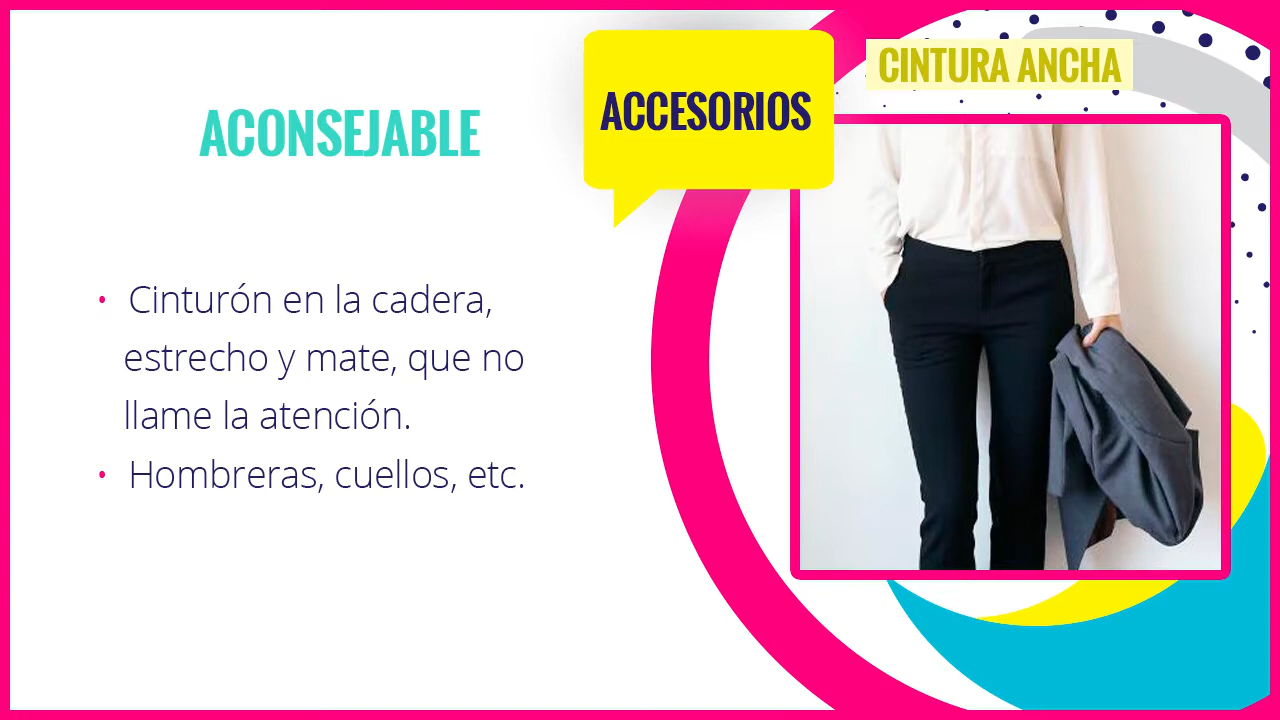 ACONSEJABLE
ACCESORIOS
CINTURA ANCHA
• Cinturón en la cadera,
estrecho y mate, que no
llame la atención.
• Hombreras, cuellos, etc.